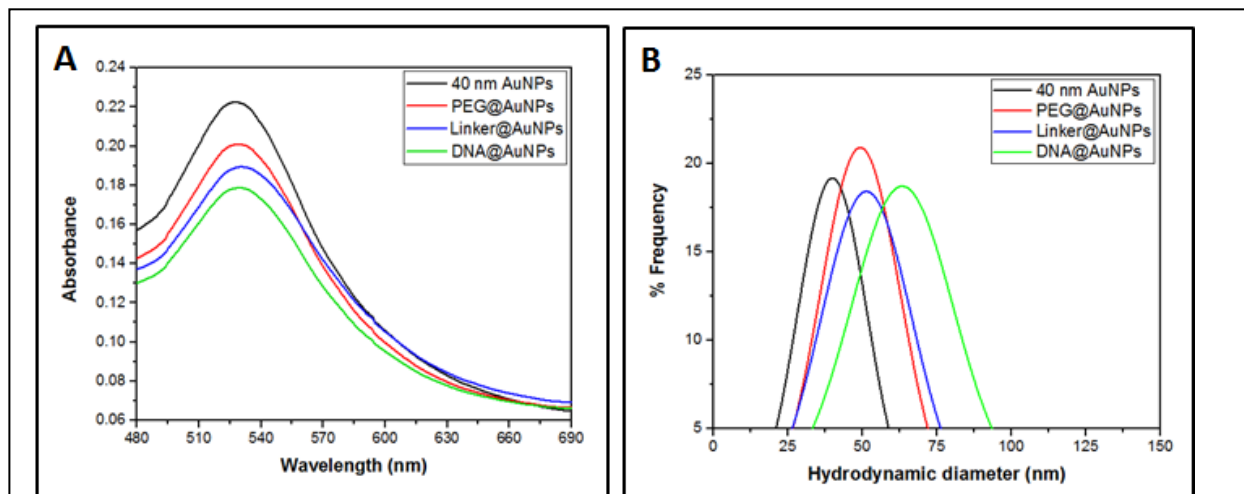 A
0.24
0.22
0.20
0.18
0.16
0.14
0.12
0.10
0.08
0.06
Absorbance
40 nm AuNPs
PEG@AuNPs
Linker@AuNPs
DNA@AuNPs
480 510 540 570 600 630 660 690
Wavelength (nm)
B
25
20
15
10
5
% Frequency
40 nm AuNPs
PEG@AuNPs
Linker@AuNPs
DNA@AuNPs
0 25 50 75 100 125 150
Hydrodynamic diameter (nm)